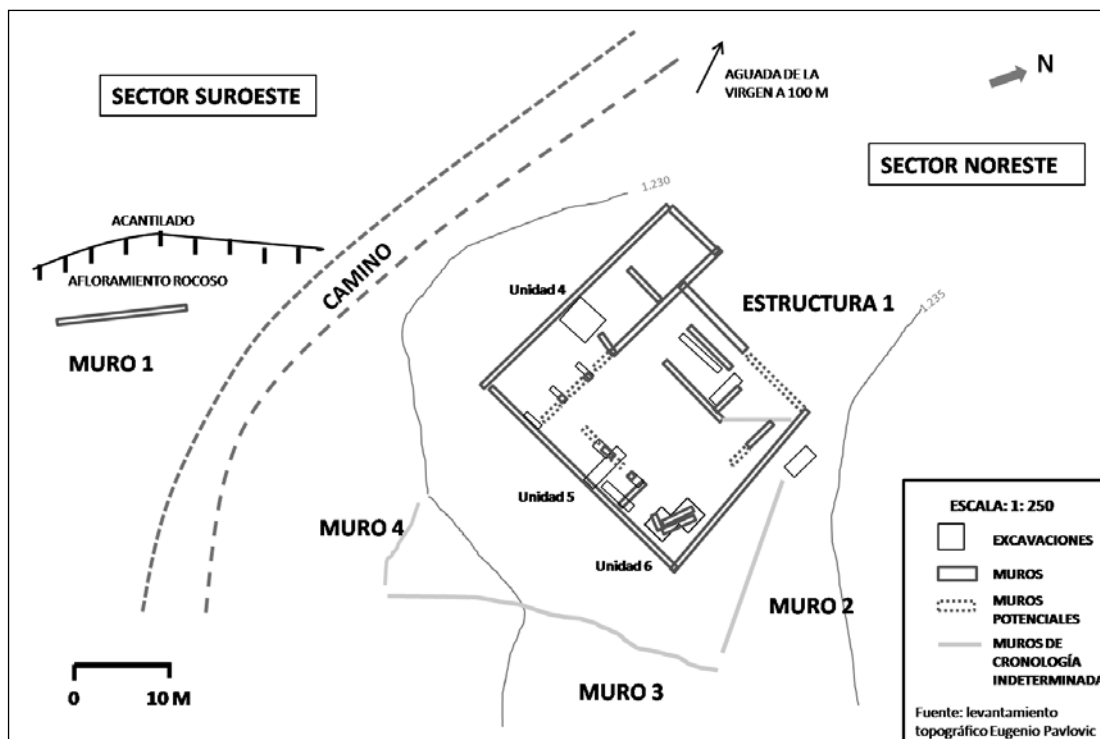 SECTOR SUROESTE
AGUADA DE LA
VIRGEN A 100 M
N
SECTOR NORESTE
1.230
ACANTILADO
AFLORAMIENTO ROCOSO
CAMINO
MURO 1
Unidad 4
ESTRUCTURA 1
1.235
Unidad 5
MURO 4
Unidad 6
MURO 2
MURO 3
0 10 M
ESCALA: 1: 250
EXCAVACIONES
MUROS
MUROS
POTENCIALES
MUROS DE
CRONOLOGÍA
INDETERMINADA
Fuente: levantamiento
topográfico Eugenio Pavlovic